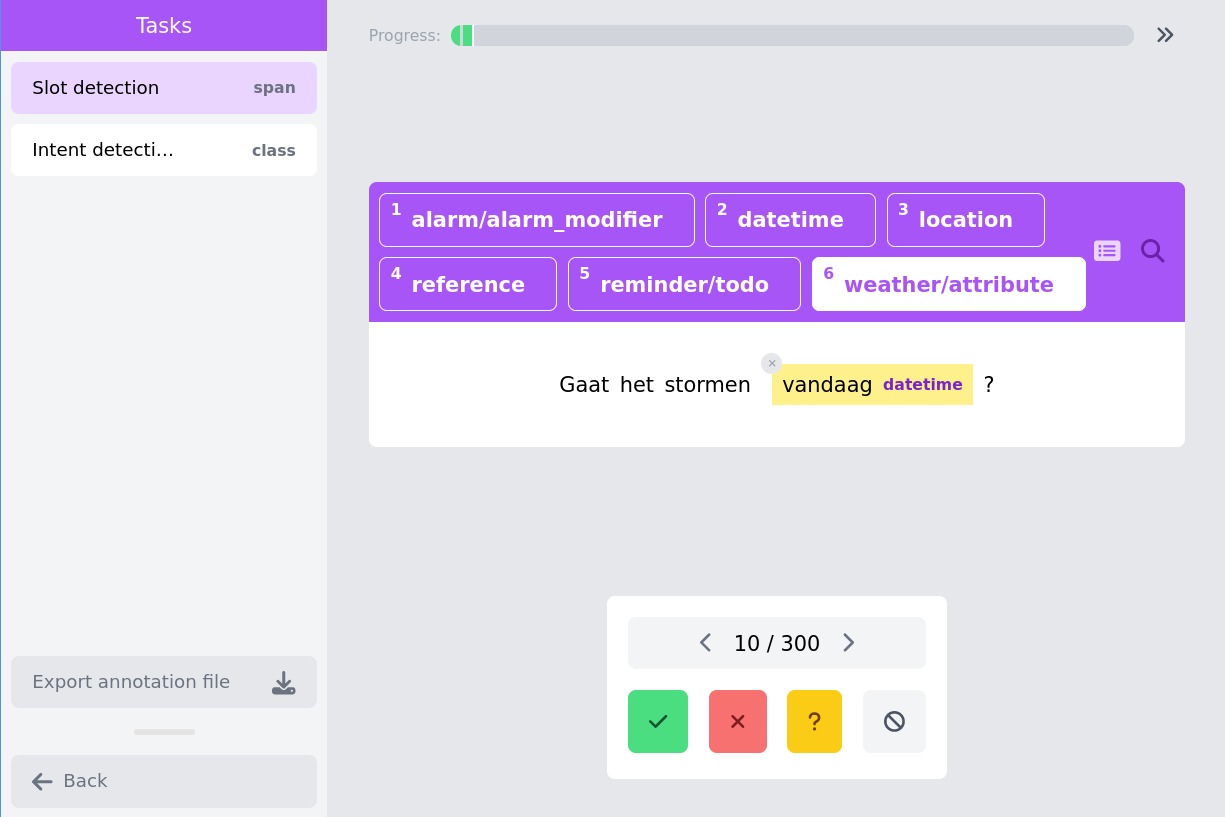 Tasks
Slot detection span
Intent detecti... class
Export annotation file
Back
Progress:
1 alarm/alarm_modifier 2 datetime 3 location
4 reference 5 reminder/todo 6 weather/attribute
Gaat het stormen vandaag datetime ?
10 / 300